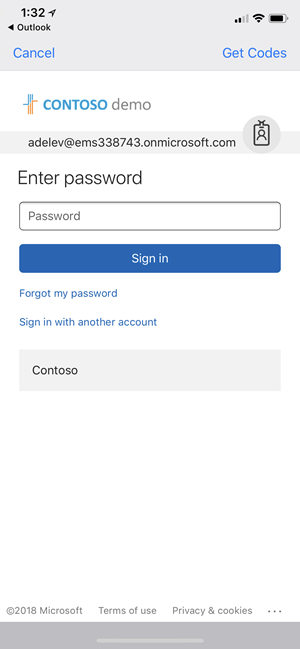 1:32
Outlook
Cancel
Get Codes
CONTOSO demo
adelev@ems338743.onmicrosoft.com
Enter password
Password
Sign in
Forgot my password
Sign in with another account
Contoso
©2018 Microsoft Terms of use Privacy & cookies ...